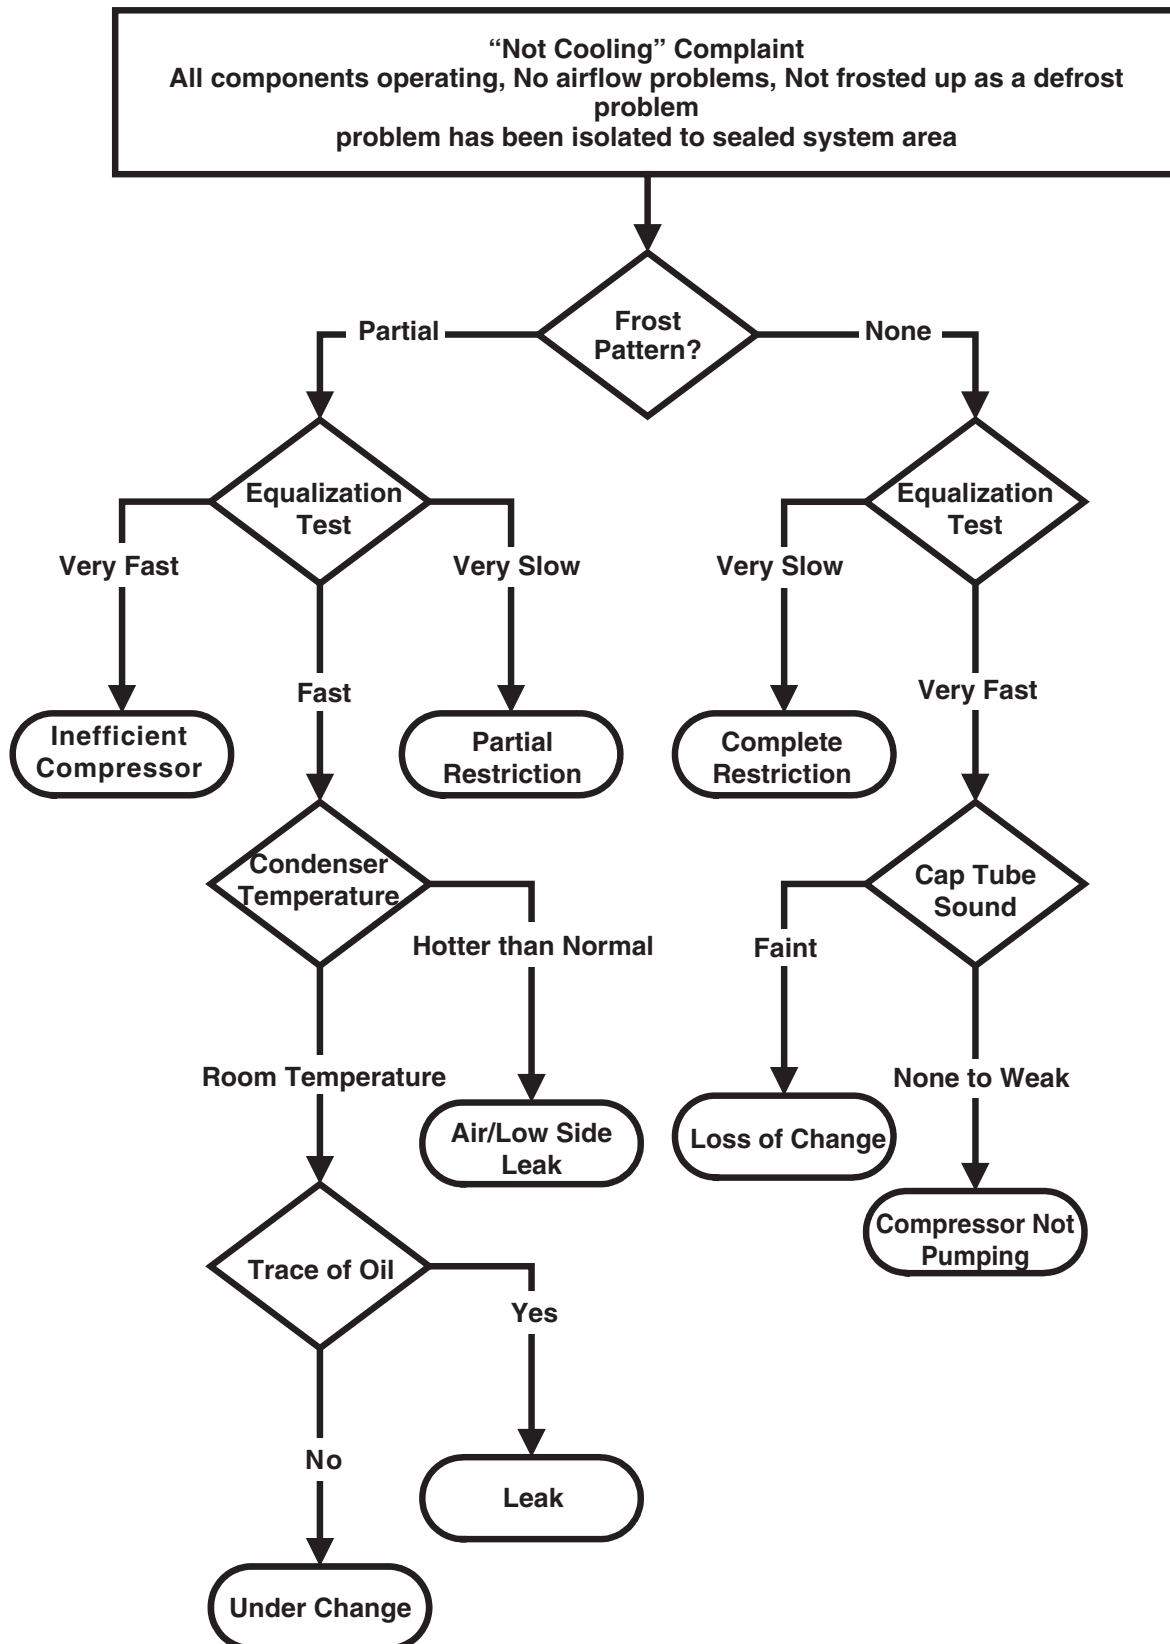 “Not Cooling” Complaint
All components operating, No airflow problems, Not frosted up as a defrost
problem
problem has been isolated to sealed system area
Frost
Pattern?
Partial
None
Equalization
Test
Equalization
Test
Very Fast
Very Slow
Very Slow
Fast
Very Fast
Inefficient
Compressor
Partial
Restriction
Complete
Restriction
Condenser
Temperature
Cap Tube
Sound
Hotter than Normal
Faint
Room Temperature
None to Weak
Air/Low Side
Leak
Loss of Change
Compressor Not
Pumping
Trace of Oil
Yes
No
Leak
Under Change